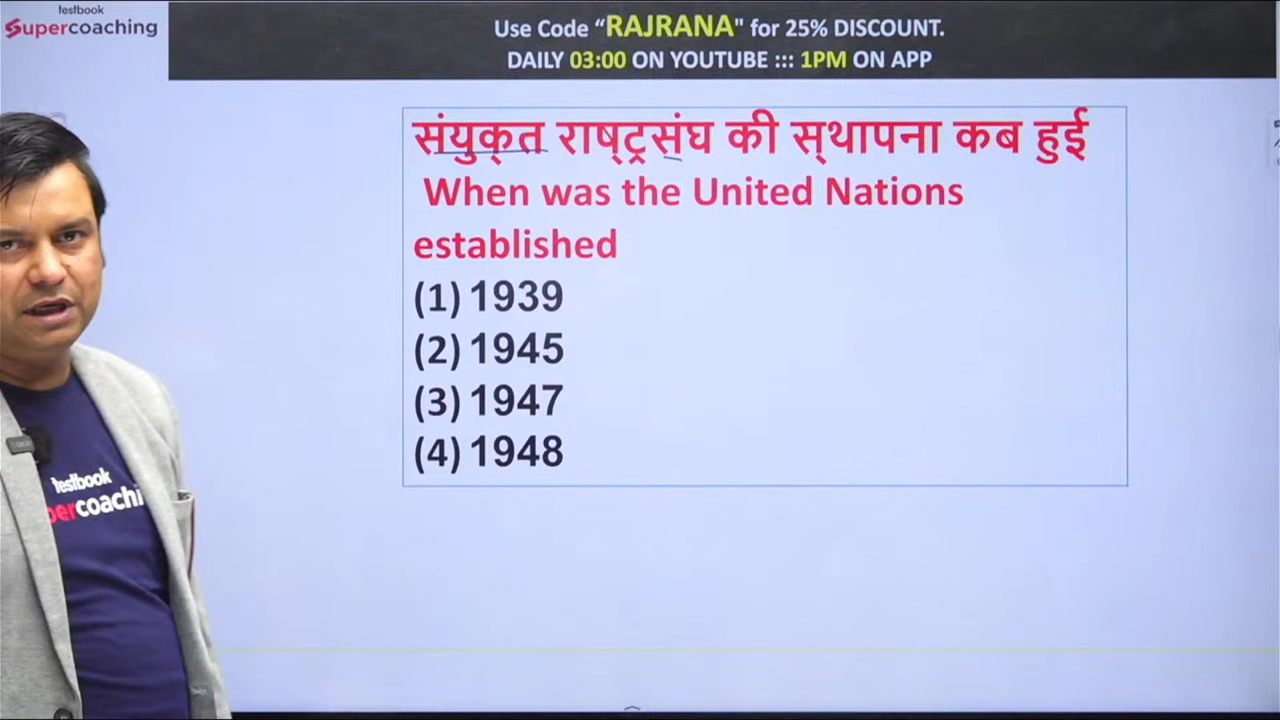 testbook
Supercoaching
Use Code “RAJRANA" for 25% DISCOUNT.
DAILY 03:00 ON YOUTUBE ::: 1PM ON APP
संयुक्त राष्ट्रसंघ की स्थापना कब हुई
When was the United Nations
established
(1) 1939
(2) 1945
(3) 1947
(4) 1948
testbook
percoachi